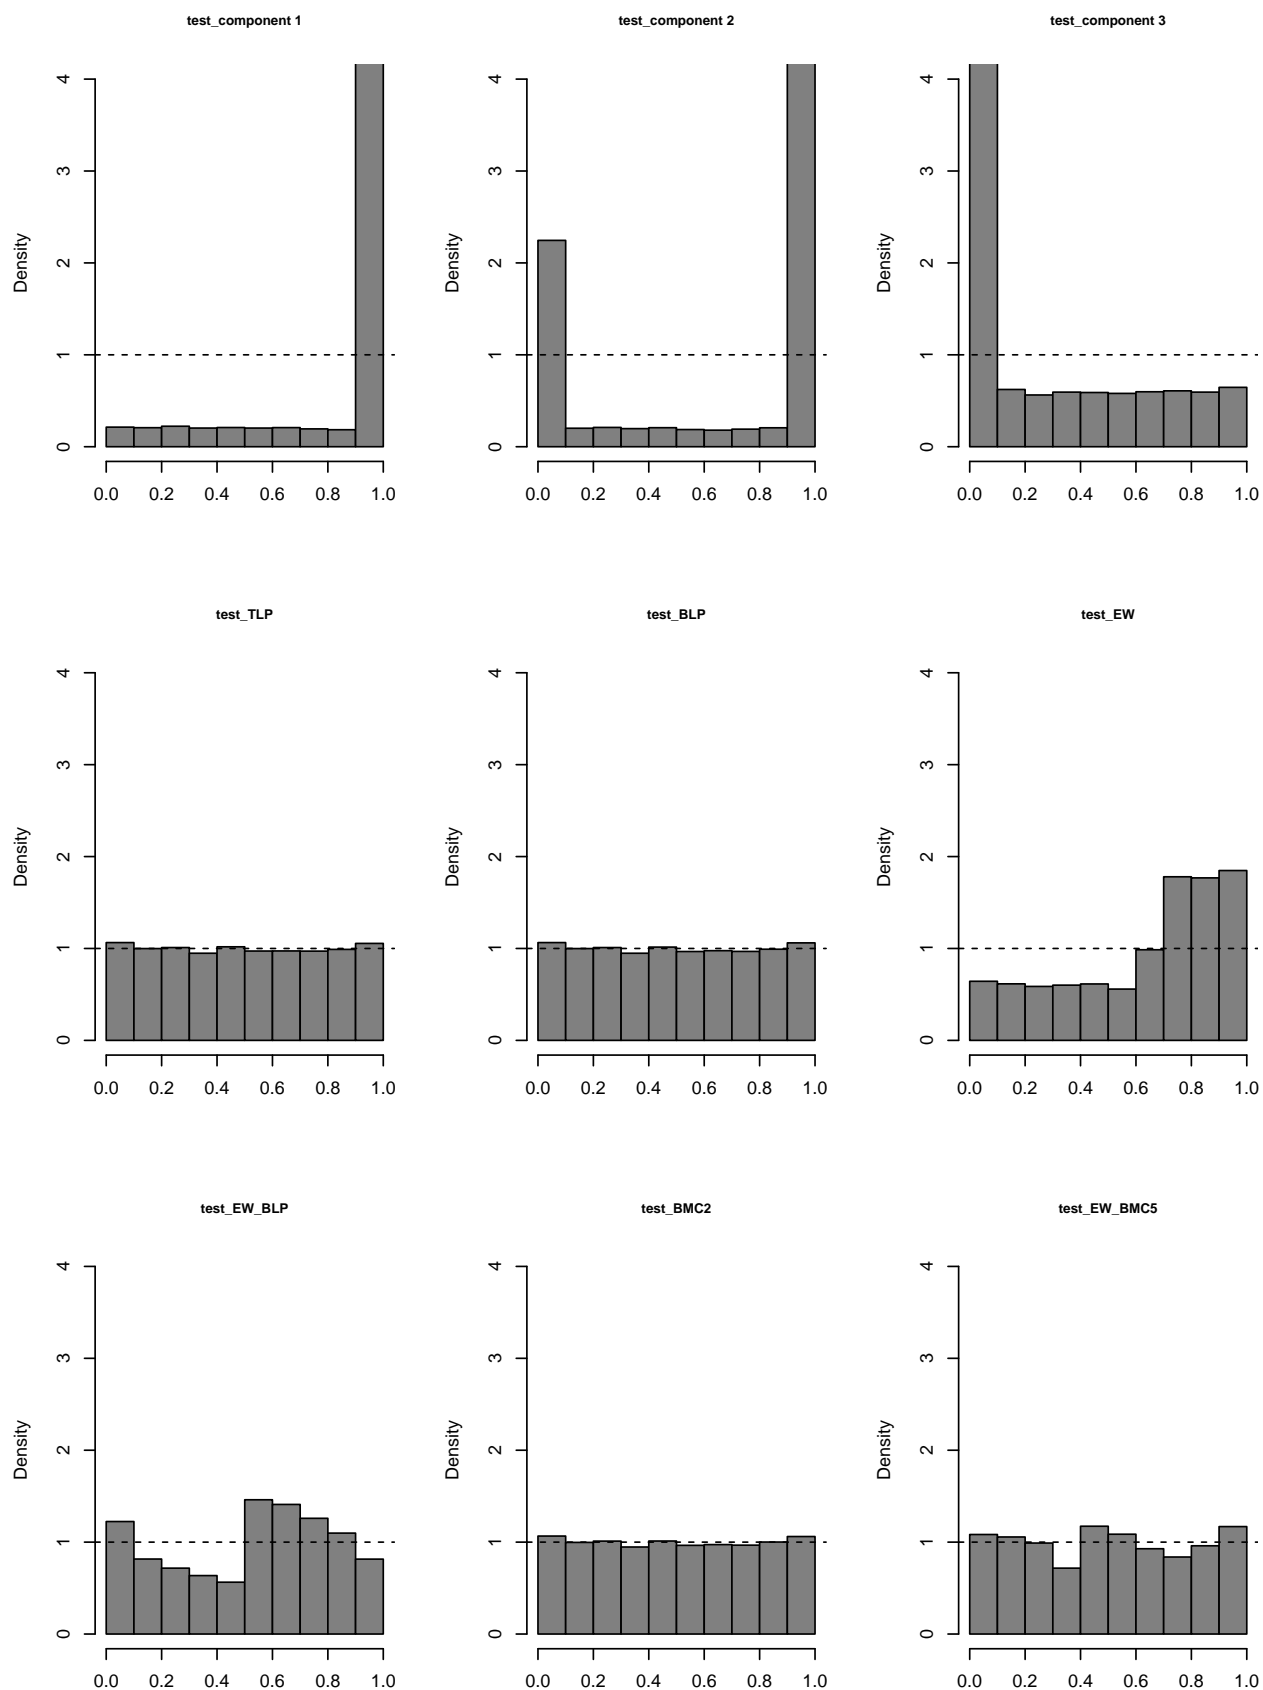 test_component 1
test_component 2
test_component 3
Density
0 1 2 3 4
0.0 0.2 0.4 0.6 0.8 1.0
Density
0 1 2 3 4
0.0 0.2 0.4 0.6 0.8 1.0
Density
0 1 2 3 4
0.0 0.2 0.4 0.6 0.8 1.0
test_TLP
test_BLP
test_EW
Density
0 1 2 3 4
0.0 0.2 0.4 0.6 0.8 1.0
Density
0 1 2 3 4
0.0 0.2 0.4 0.6 0.8 1.0
Density
0 1 2 3 4
0.0 0.2 0.4 0.6 0.8 1.0
test_EW_BLP
test_BMC2
test_EW_BMC5
Density
0 1 2 3 4
0.0 0.2 0.4 0.6 0.8 1.0
Density
0 1 2 3 4
0.0 0.2 0.4 0.6 0.8 1.0
Density
0 1 2 3 4
0.0 0.2 0.4 0.6 0.8 1.0